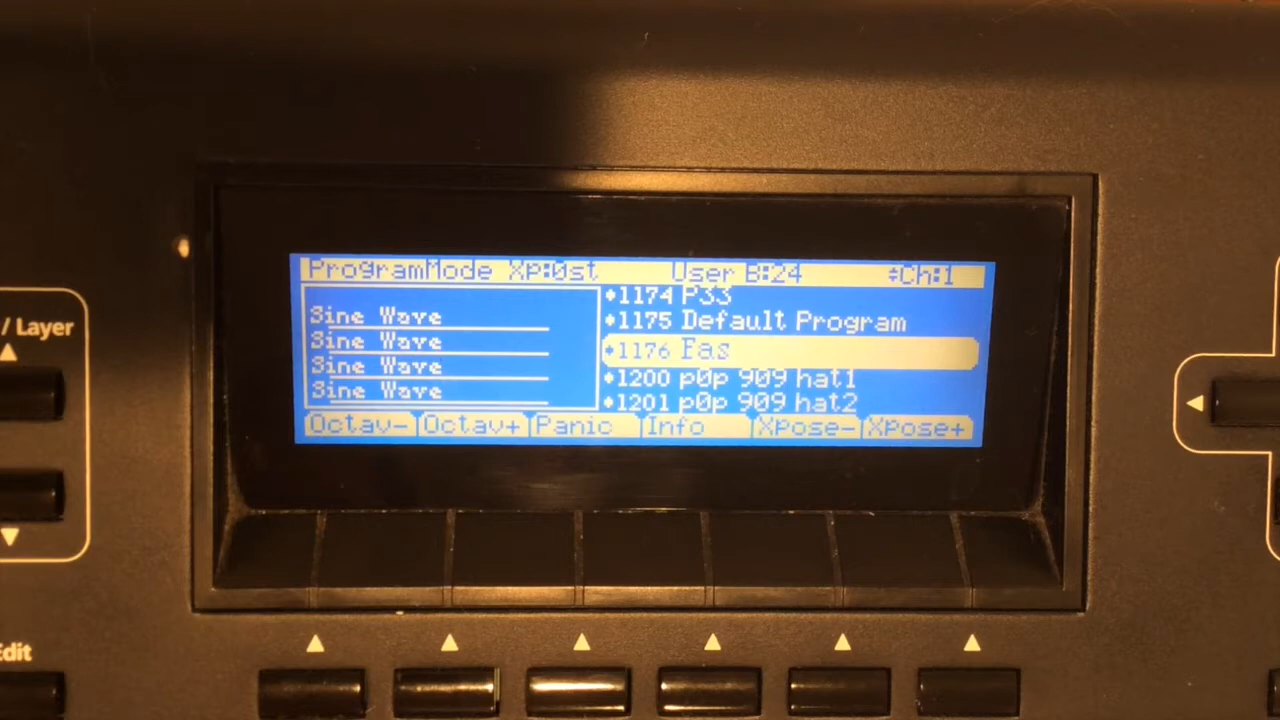 ProgramMode Xp:0st User B:24 Ch:1
Sine Wave
Sine Wave
Sine Wave
Sine Wave
1174 P33
1175 Default Program
1176 Fas
1200 p0p 909 hat1
1201 p0p 909 hat2
Octav- Octav+ Panic Info Xpose- Xpose+
/ Layer
Edit